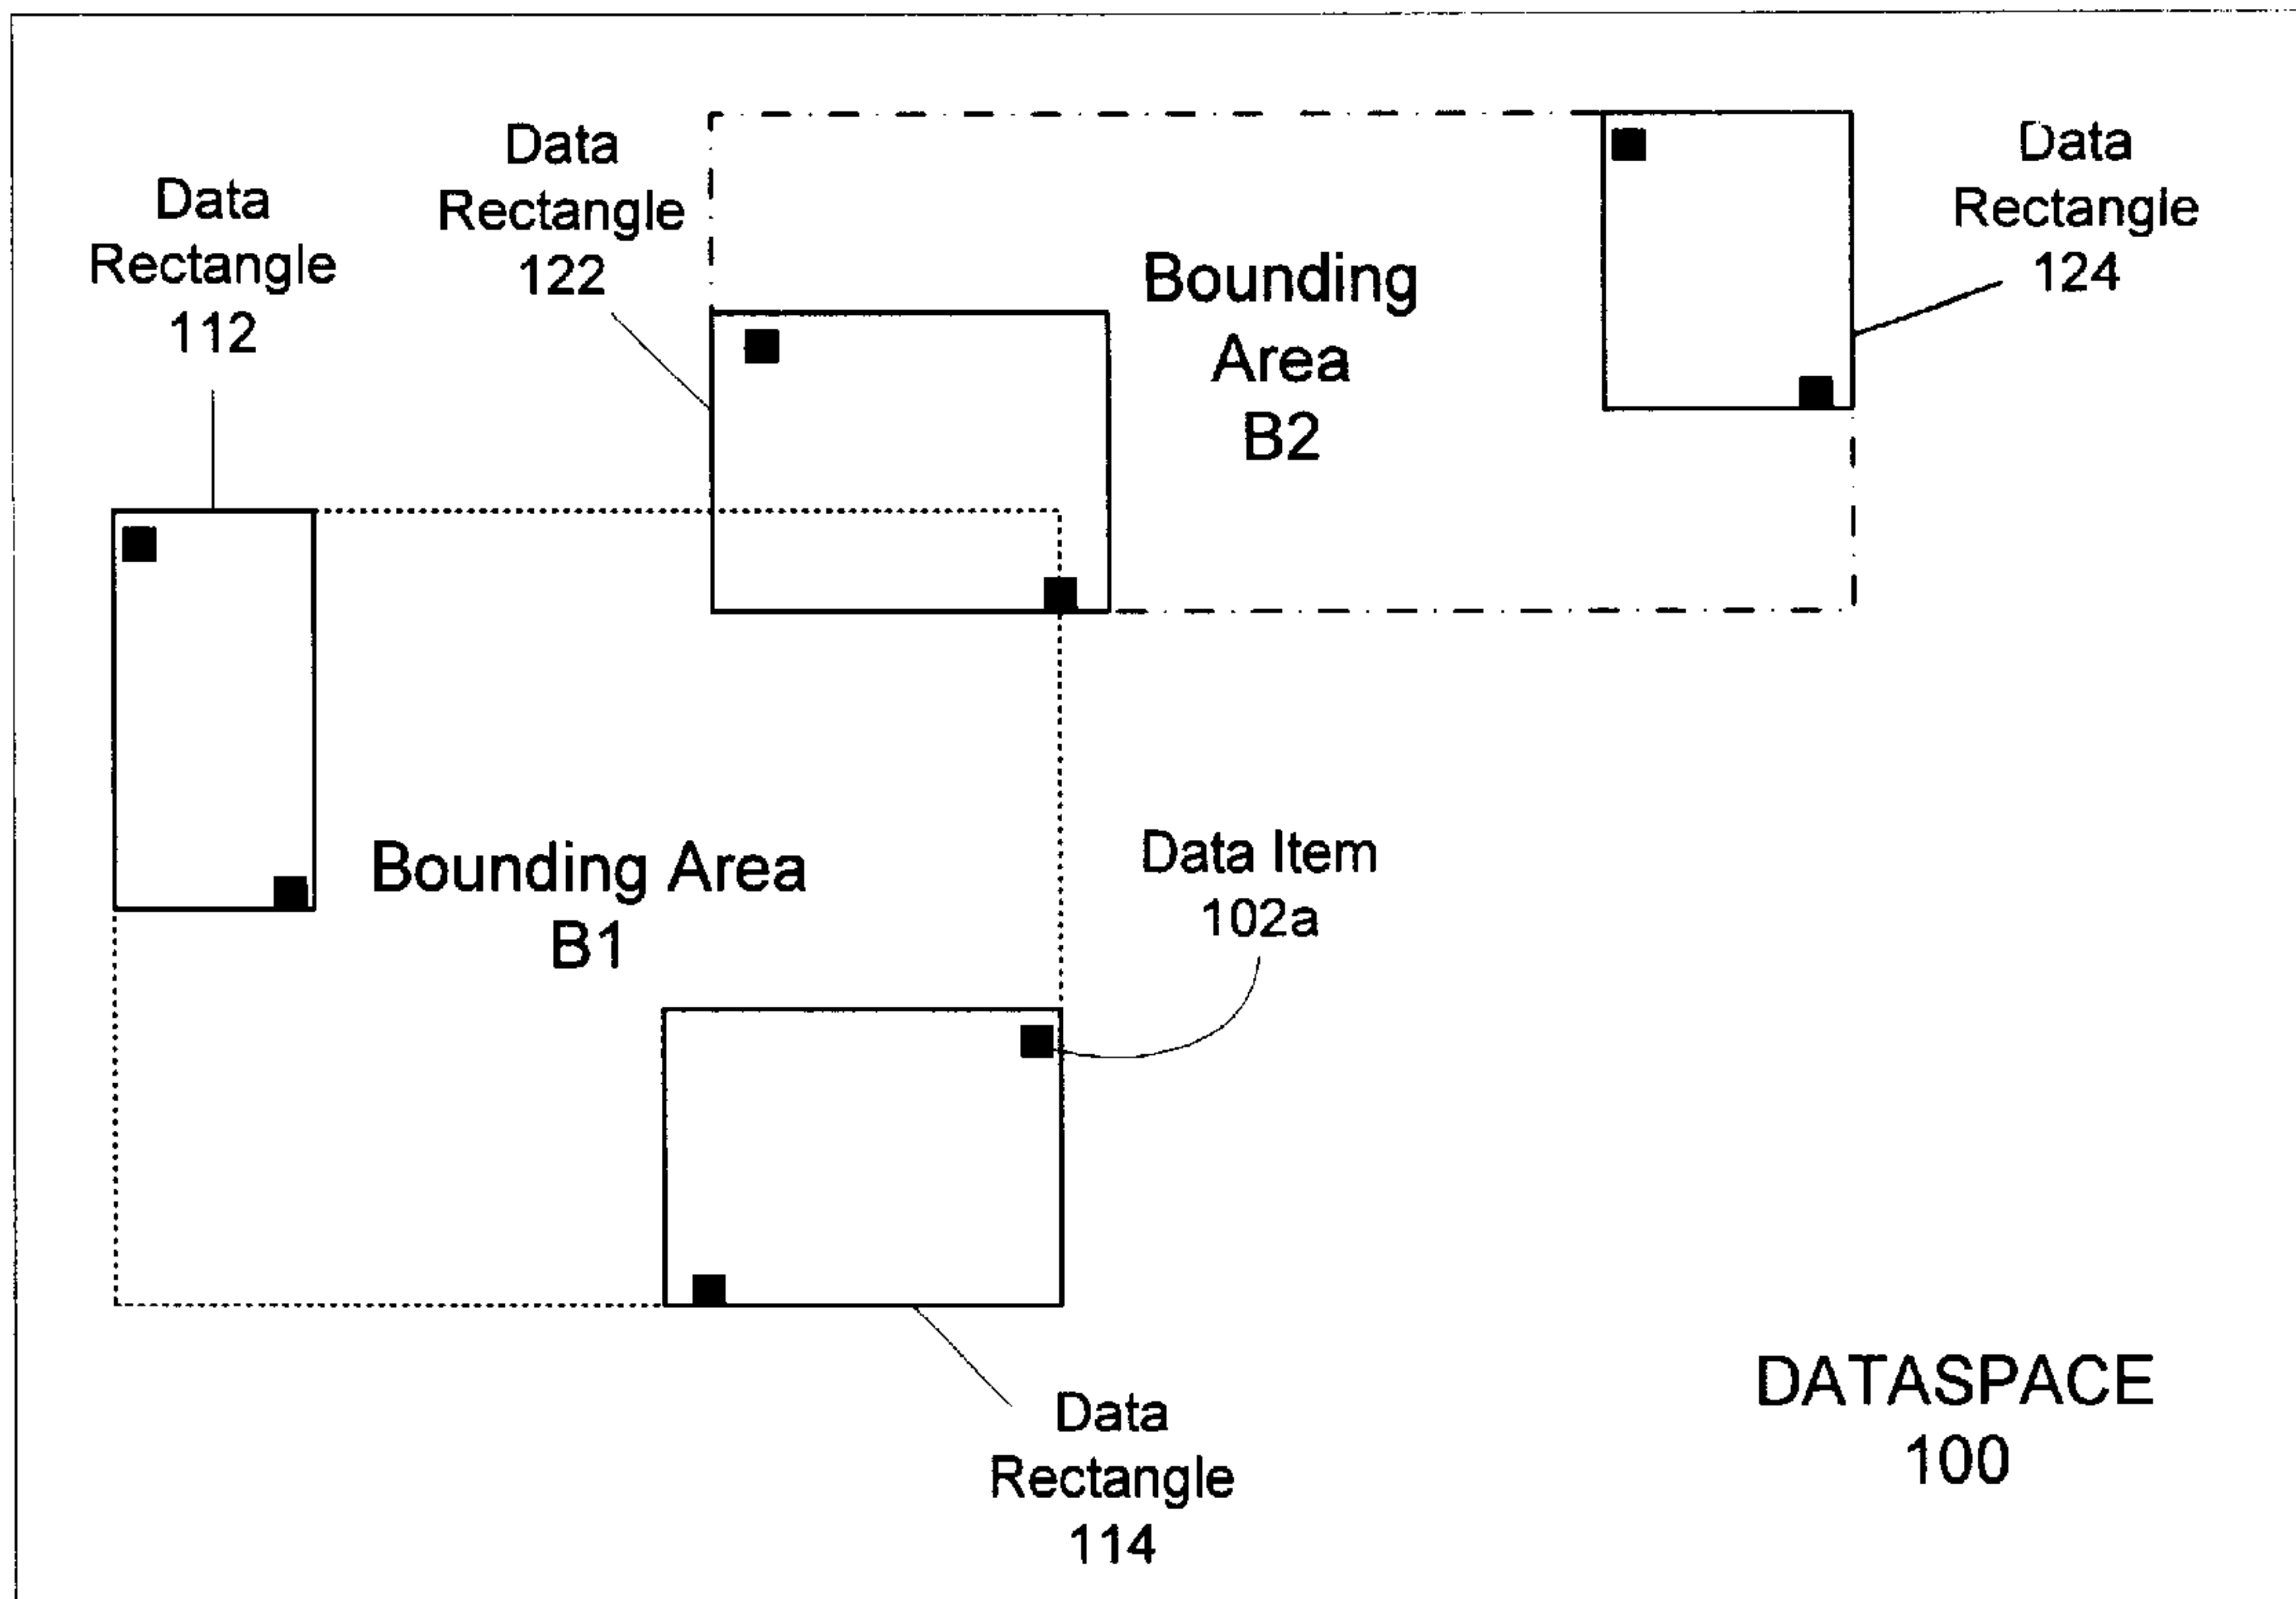 Data
Rectangle
112
Data
Rectangle
122
Bounding
Area
B2
Data
Rectangle
124
Bounding Area
B1
Data Item
102a
Data
Rectangle
114
DATASPACE
100